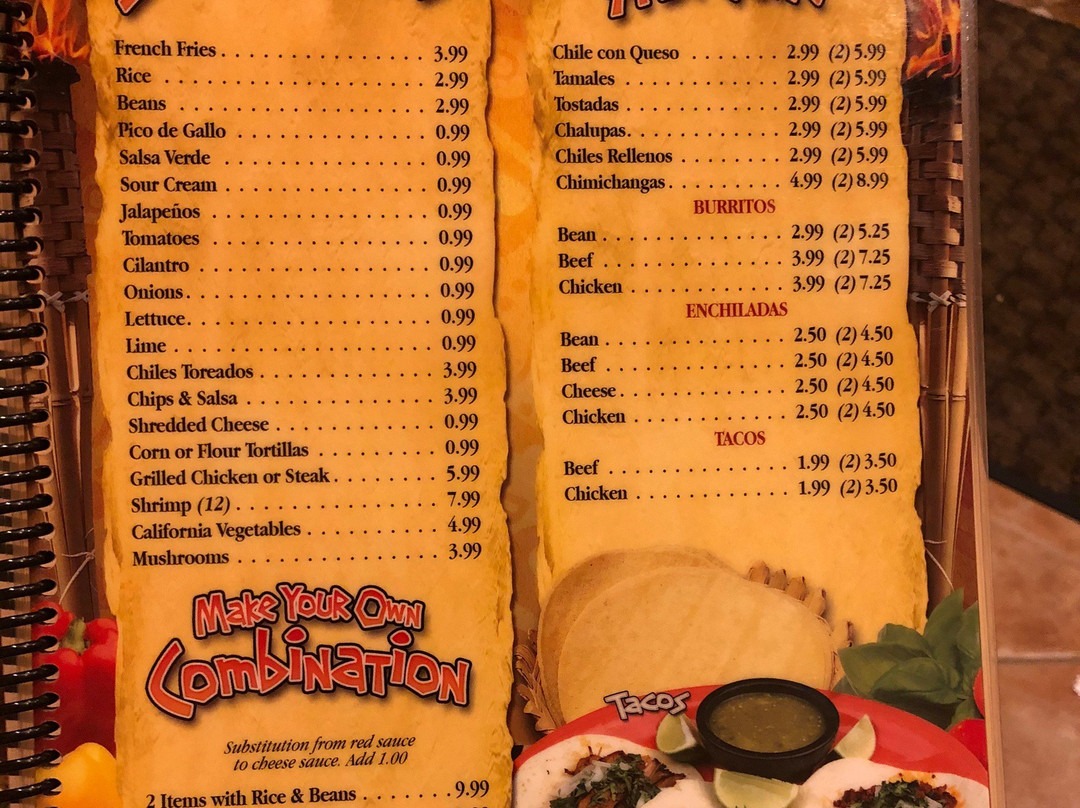 French Fries . . . . . . . . . . . . . . . . 3.99
Rice . . . . . . . . . . . . . . . . . . . . 2.99
Beans . . . . . . . . . . . . . . . . . . . 2.99
Pico de Gallo . . . . . . . . . . . . . . . 0.99
Salsa Verde . . . . . . . . . . . . . . . . 0.99
Sour Cream . . . . . . . . . . . . . . . . 0.99
Jalapeños . . . . . . . . . . . . . . . . . 0.99
Tomatoes . . . . . . . . . . . . . . . . . 0.99
Cilantro . . . . . . . . . . . . . . . . . . 0.99
Onions . . . . . . . . . . . . . . . . . . . 0.99
Lettuce . . . . . . . . . . . . . . . . . . . 0.99
Lime . . . . . . . . . . . . . . . . . . . . 0.99
Chiles Toreados . . . . . . . . . . . . . 3.99
Chips & Salsa . . . . . . . . . . . . . . 3.99
Shredded Cheese . . . . . . . . . . . . 0.99
Corn or Flour Tortillas . . . . . . . . . 0.99
Grilled Chicken or Steak . . . . . . . . 5.99
Shrimp (12) . . . . . . . . . . . . . . . . 7.99
California Vegetables . . . . . . . . . . 4.99
Mushrooms . . . . . . . . . . . . . . . . 3.99
Make Your Own
Combination
Substitution from red sauce
to cheese sauce. Add 1.00
2 Items with Rice & Beans . . . . . . . 9.99
Chile con Queso . . . . . . . 2.99 (2) 5.99
Tamales . . . . . . . . . . . . 2.99 (2) 5.99
Tostadas . . . . . . . . . . . . 2.99 (2) 5.99
Chalupas . . . . . . . . . . . . 2.99 (2) 5.99
Chiles Rellenos . . . . . . . . 2.99 (2) 5.99
Chimichangas . . . . . . . . . 4.99 (2) 8.99
BURRITOS
Bean . . . . . . . . . . . . . . 2.99 (2) 5.25
Beef . . . . . . . . . . . . . . 3.99 (2) 7.25
Chicken . . . . . . . . . . . . 3.99 (2) 7.25
ENCHILADAS
Bean . . . . . . . . . . . . . . 2.50 (2) 4.50
Beef . . . . . . . . . . . . . . 2.50 (2) 4.50
Cheese . . . . . . . . . . . . . 2.50 (2) 4.50
Chicken . . . . . . . . . . . . 2.50 (2) 4.50
TACOS
Beef . . . . . . . . . . . . . . 1.99 (2) 3.50
Chicken . . . . . . . . . . . . 1.99 (2) 3.50
Tacos